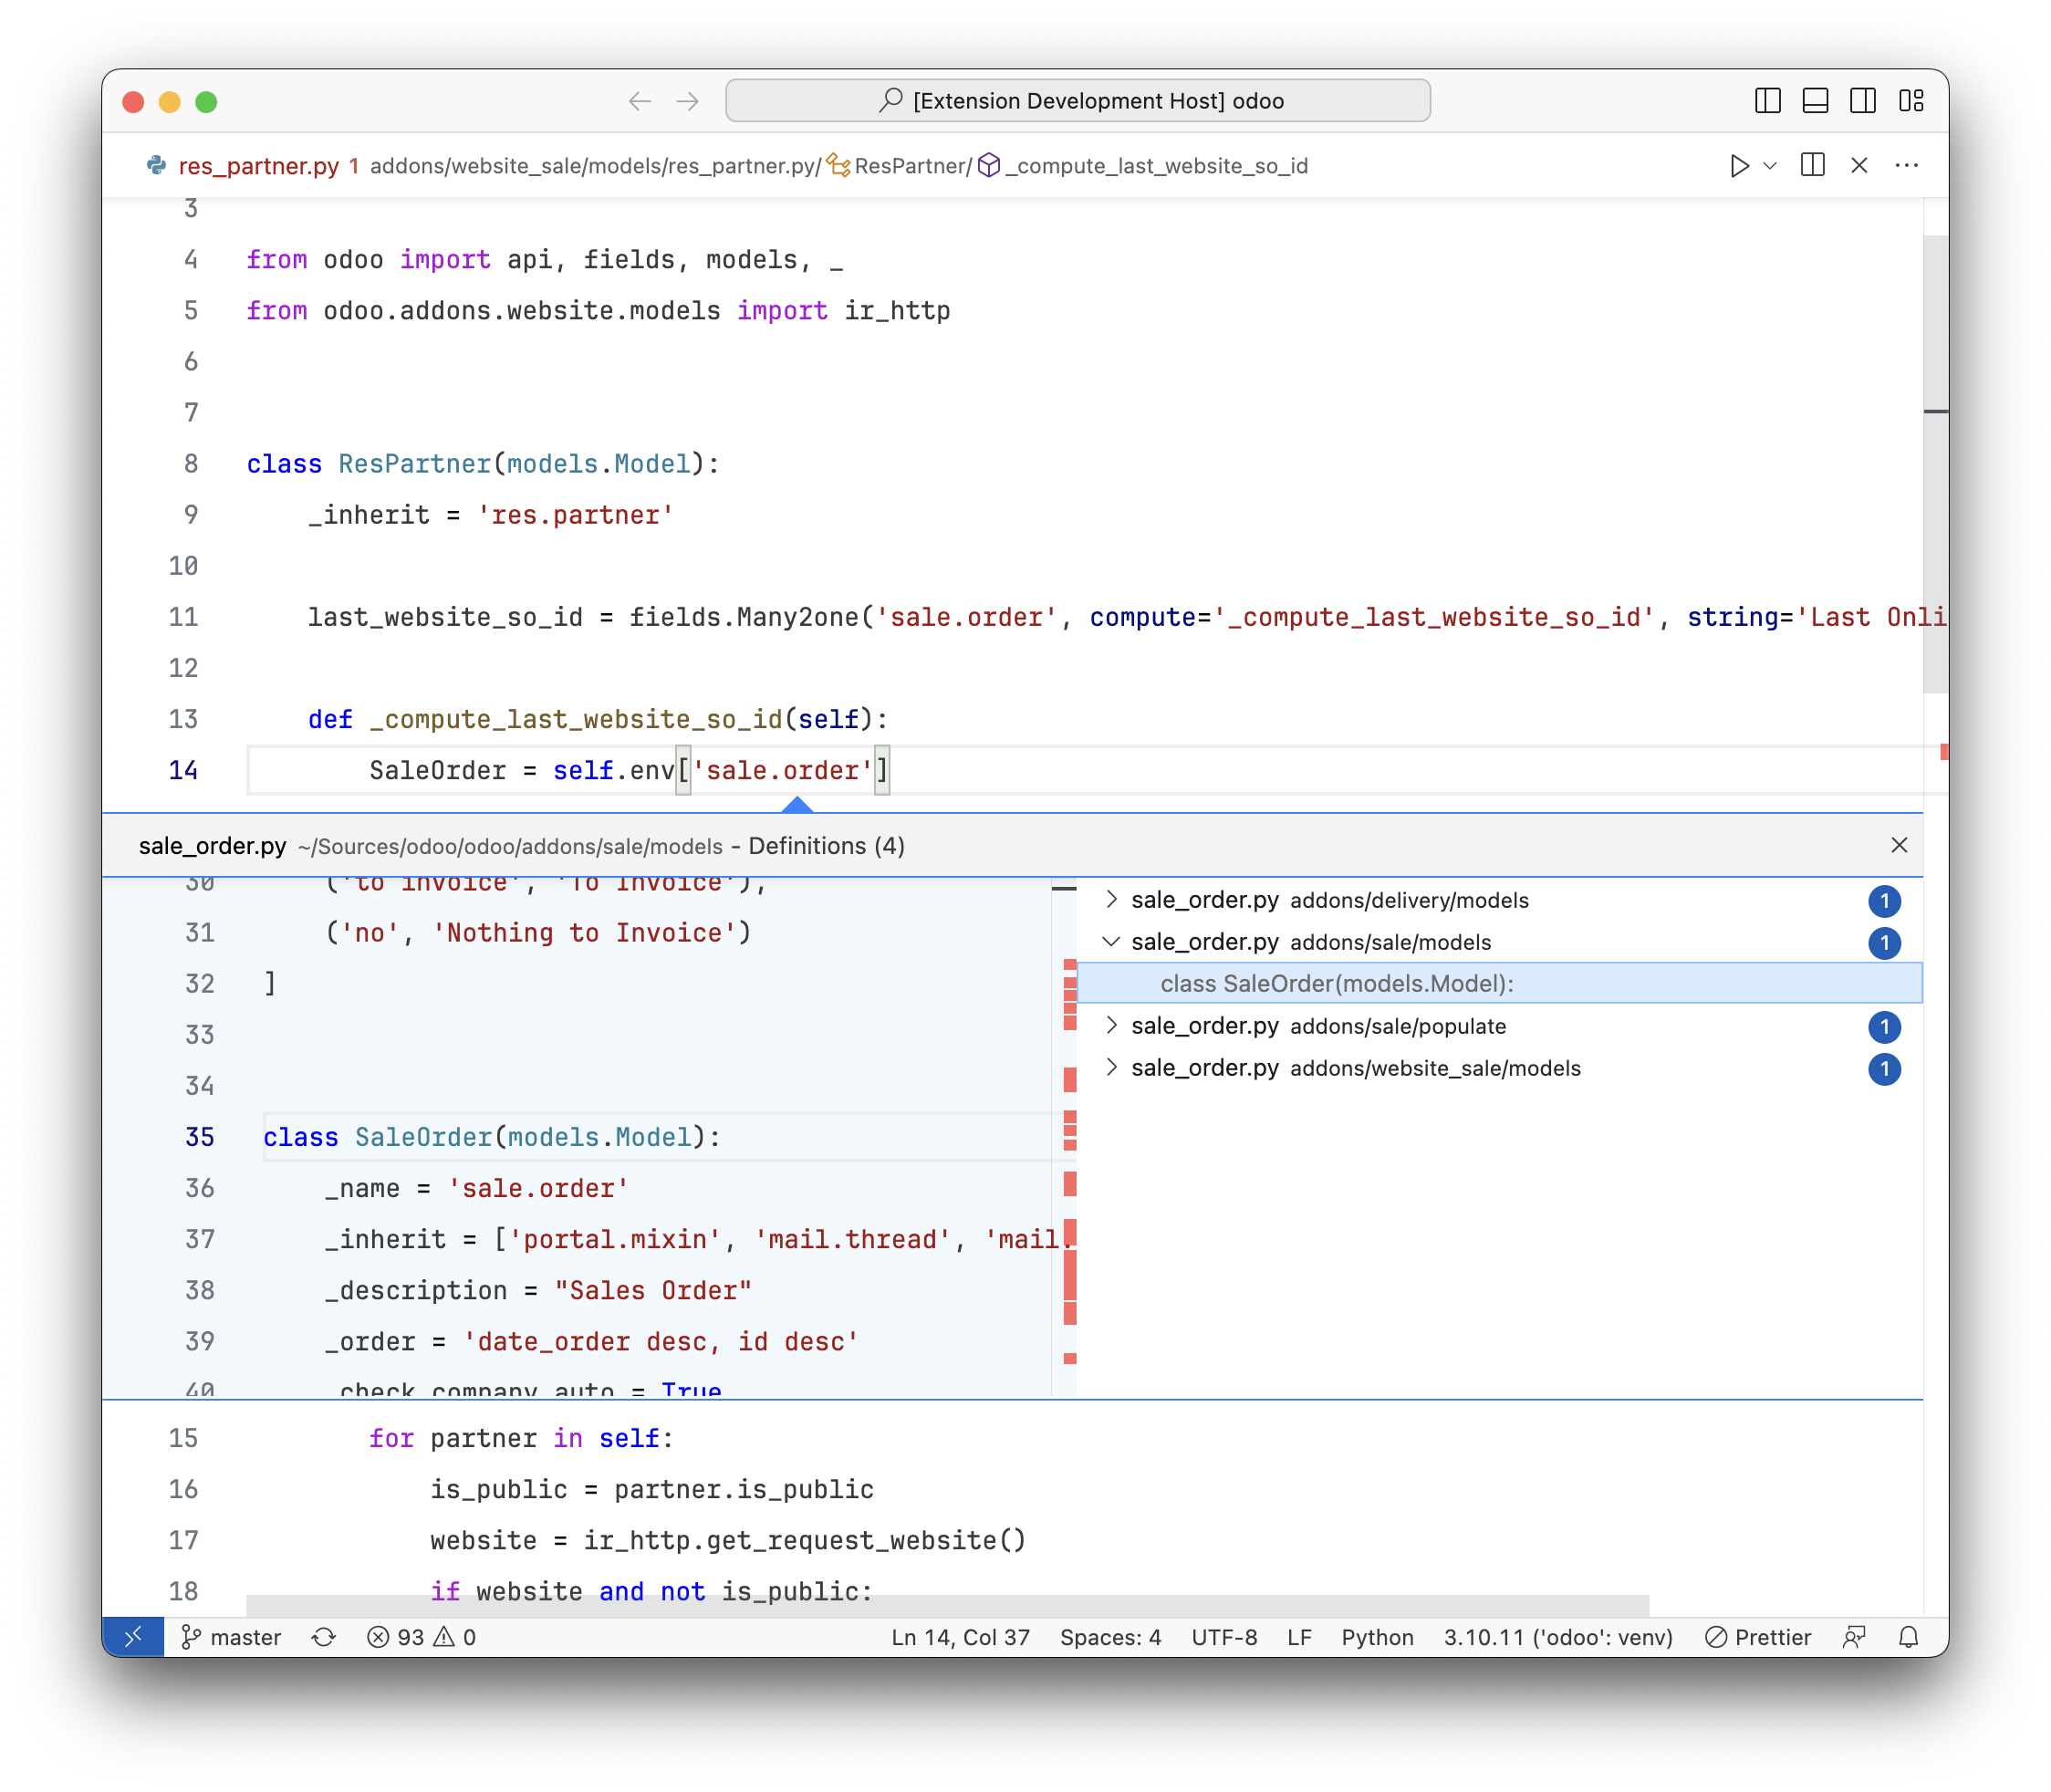 [Extension Development Host] odoo
res_partner.py 1 addons/website_sale/models/res_partner.py/ ResPartner/ _compute_last_website_so_id
3
4 from odoo import api, fields, models, _
5 from odoo.addons.website.models import ir_http
6
7
8 class ResPartner(models.Model):
9 _inherit = 'res.partner'
10
11 last_website_so_id = fields.Many2one('sale.order', compute='_compute_last_website_so_id', string='Last Onli
12
13 def _compute_last_website_so_id(self):
14 SaleOrder = self.env['sale.order']
sale_order.py ~/Sources/odoo/odoo/addons/sale/models - Definitions (4)
30 ('to invoice', 'To Invoice'),
31 ('no', 'Nothing to Invoice')
32 ]
33
34
35 class SaleOrder(models.Model):
36 _name = 'sale.order'
37 _inherit = ['portal.mixin', 'mail.thread', 'mail.
38 _description = "Sales Order"
39 _order = 'date_order desc, id desc'
40 _check_company_auto = True
sale_order.py addons/delivery/models 1
sale_order.py addons/sale/models 1
class SaleOrder(models.Model):
sale_order.py addons/sale/populate 1
sale_order.py addons/website_sale/models 1
15 for partner in self:
16 is_public = partner.is_public
17 website = ir_http.get_request_website()
18 if website and not is_public:
master 93 0 Ln 14, Col 37 Spaces: 4 UTF-8 LF Python 3.10.11 ('odoo': venv) Prettier